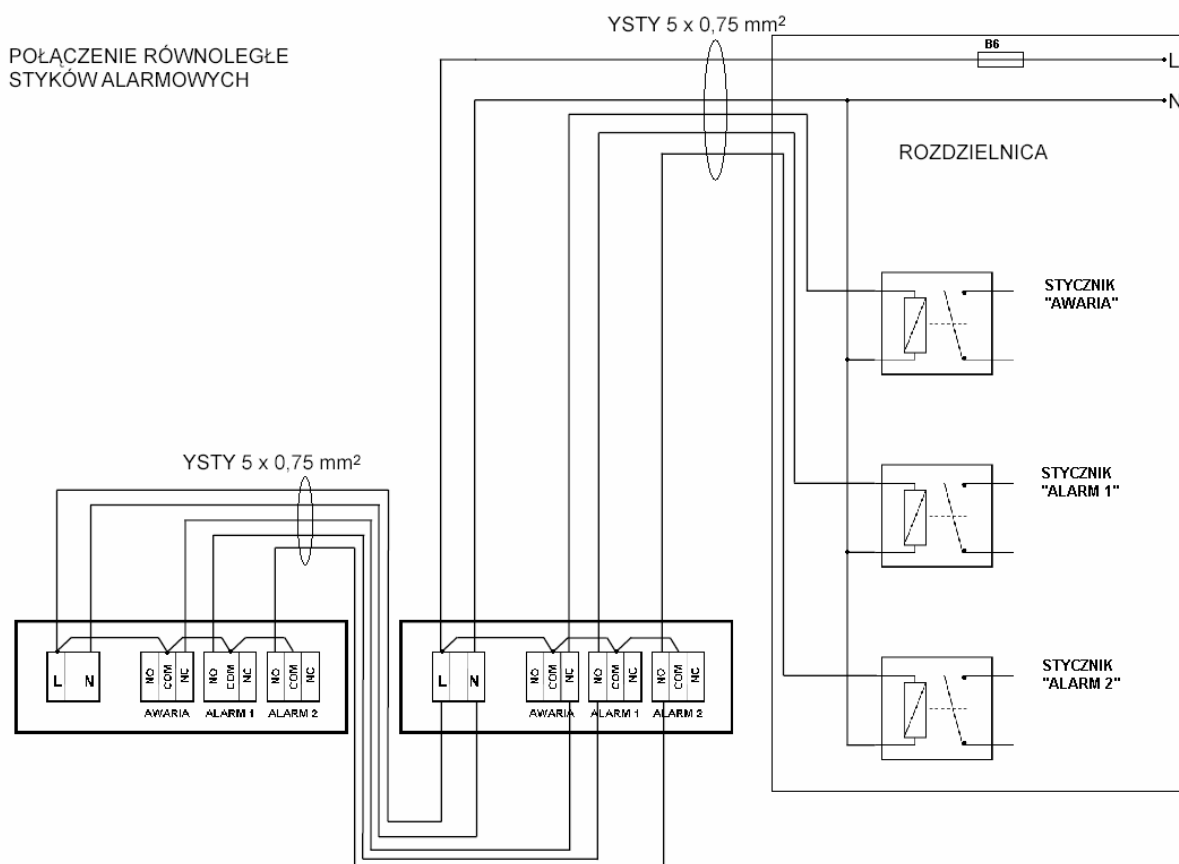 POŁĄCZENIE RÓWNOLEGŁE
STYKÓW ALARMOWYCH
YSTY 5 x 0,75 mm²
B6
L
N
ROZDZIELNICA
STYCZNIK
"AWARIA"
STYCZNIK
"ALARM 1"
STYCZNIK
"ALARM 2"
YSTY 5 x 0,75 mm²
L N NO COM NC NO COM NC NO COM NC
AWARIA ALARM 1 ALARM 2
L N NO COM NC NO COM NC NO COM NC
AWARIA ALARM 1 ALARM 2